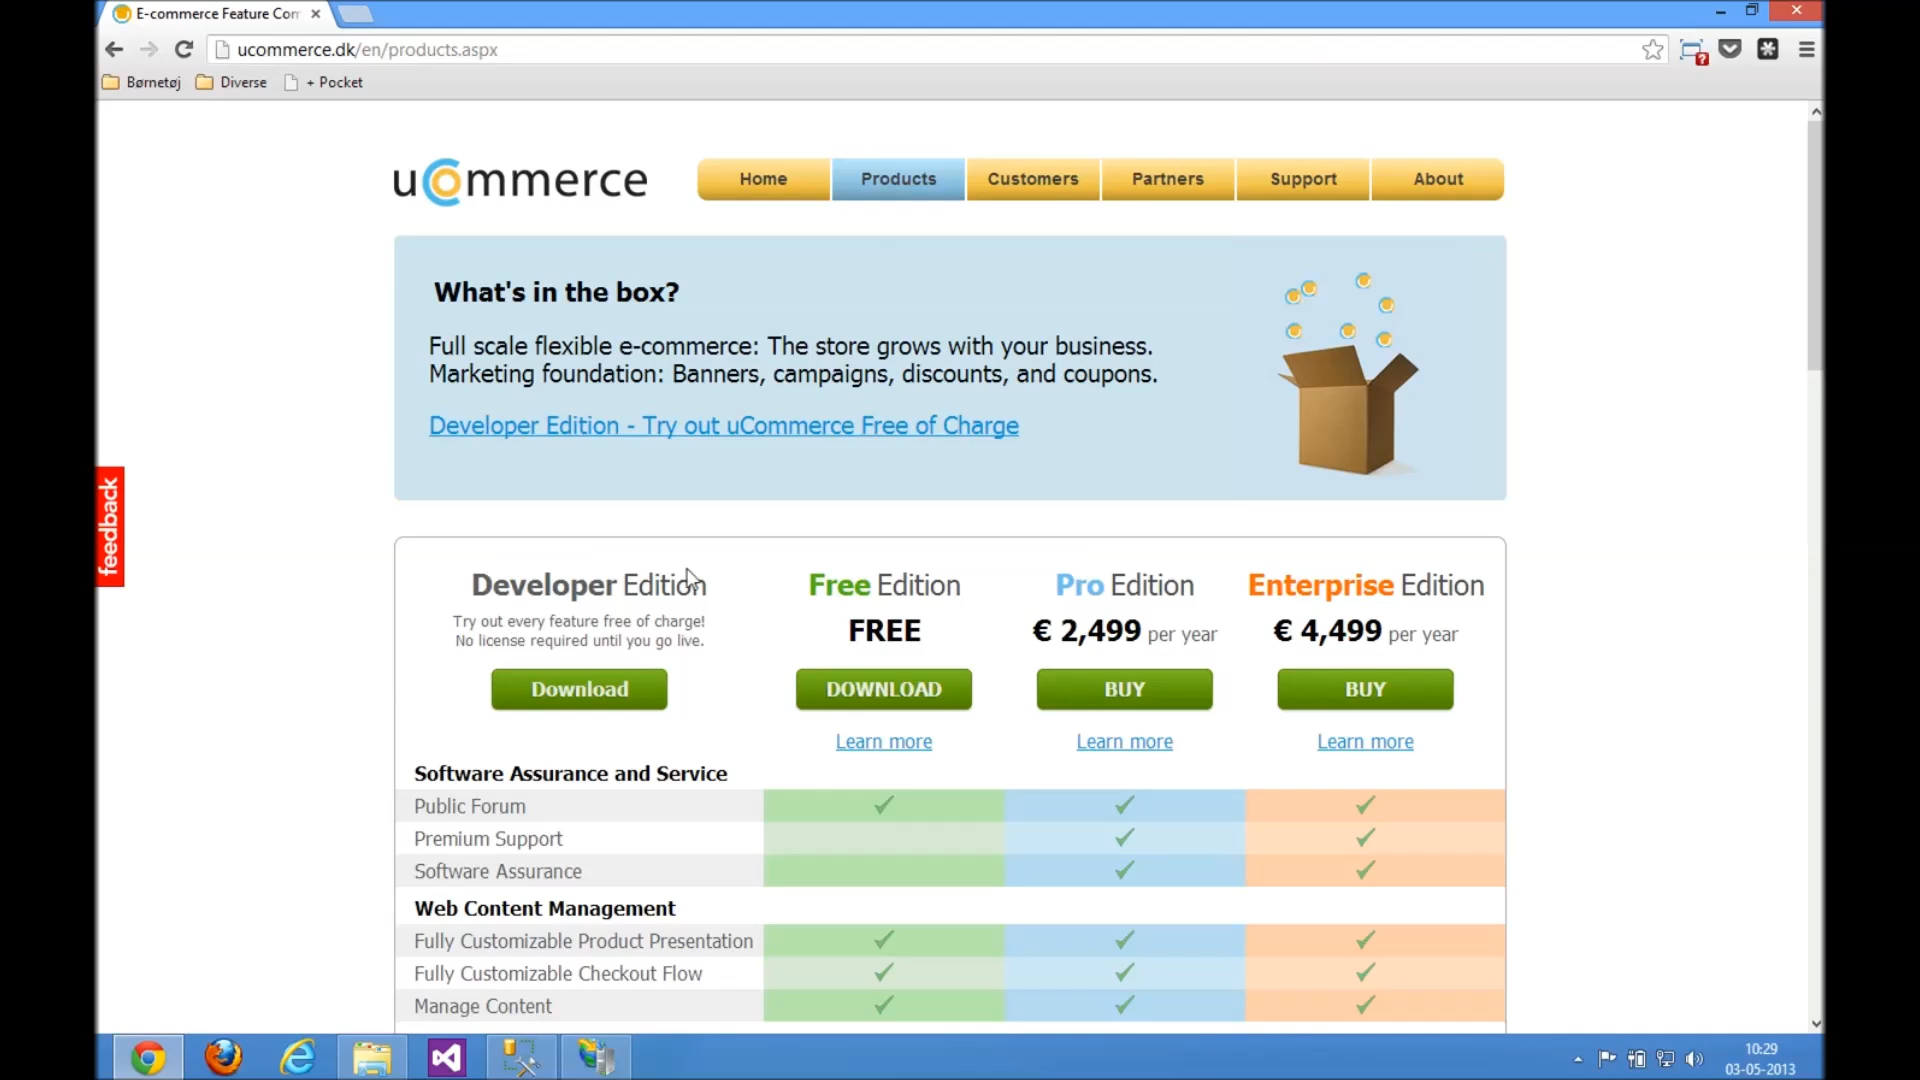 E-commerce Feature Con
ucommerce.dk/en/products.aspx
Børnetøj
Diverse
+ Pocket
uCommerce
Home
Products
Customers
Partners
Support
About
What's in the box?
Full scale flexible e-commerce: The store grows with your business.
Marketing foundation: Banners, campaigns, discounts, and coupons.
Developer Edition - Try out uCommerce Free of Charge
feedback
Developer Edition
Free Edition
Pro Edition
Enterprise Edition
Try out every feature free of charge!
No license required until you go live.
FREE
€ 2,499 per year
€ 4,499 per year
Download
DOWNLOAD
BUY
BUY
Learn more
Learn more
Learn more
Software Assurance and Service
Public Forum
Premium Support
Software Assurance
Web Content Management
Fully Customizable Product Presentation
Fully Customizable Checkout Flow
Manage Content
10:29
03-05-2013